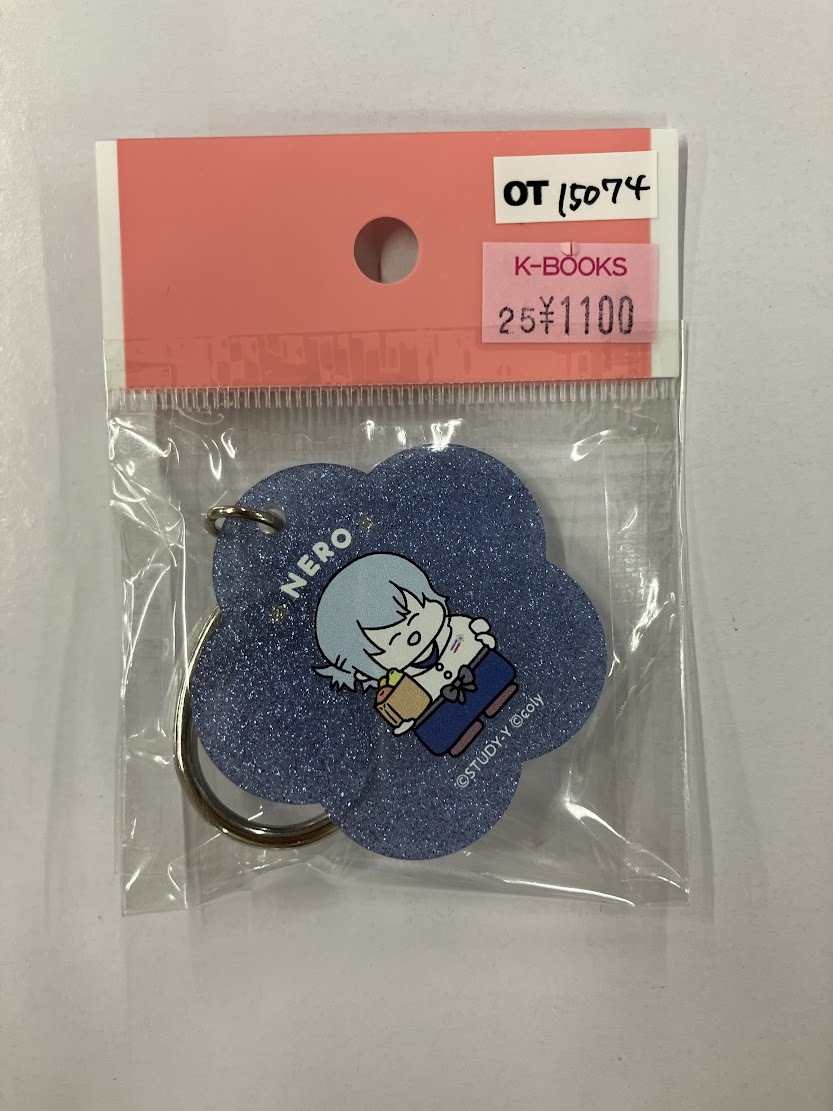 OT 15074
K-BOOKS
25¥1100
NERO
©STUDY-Y ©coly